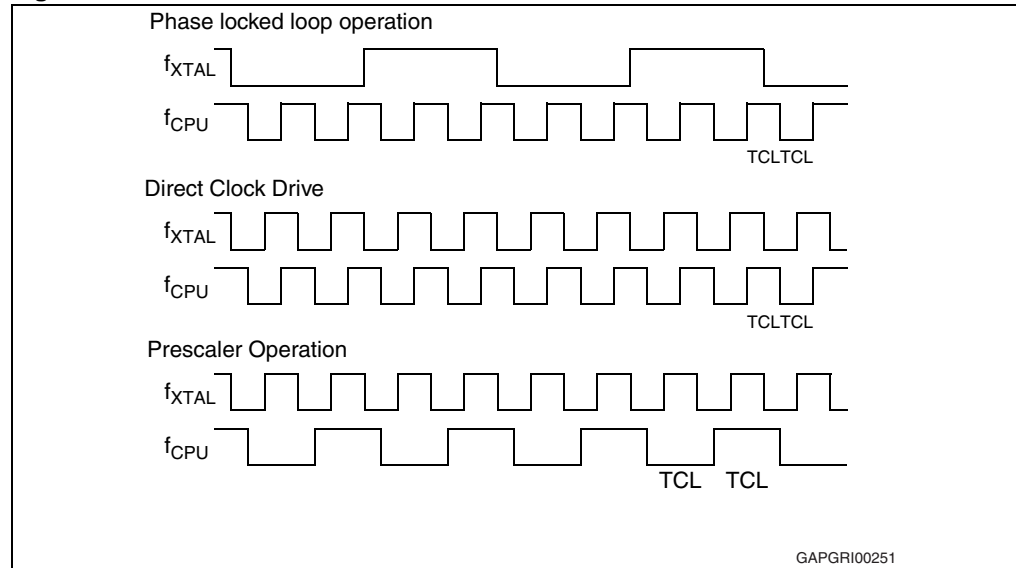 Phase locked loop operation
fXTAL
fCPU
TCLTCL
Direct Clock Drive
fXTAL
fCPU
TCLTCL
Prescaler Operation
fXTAL
fCPU
TCL TCL
GAPGRI00251